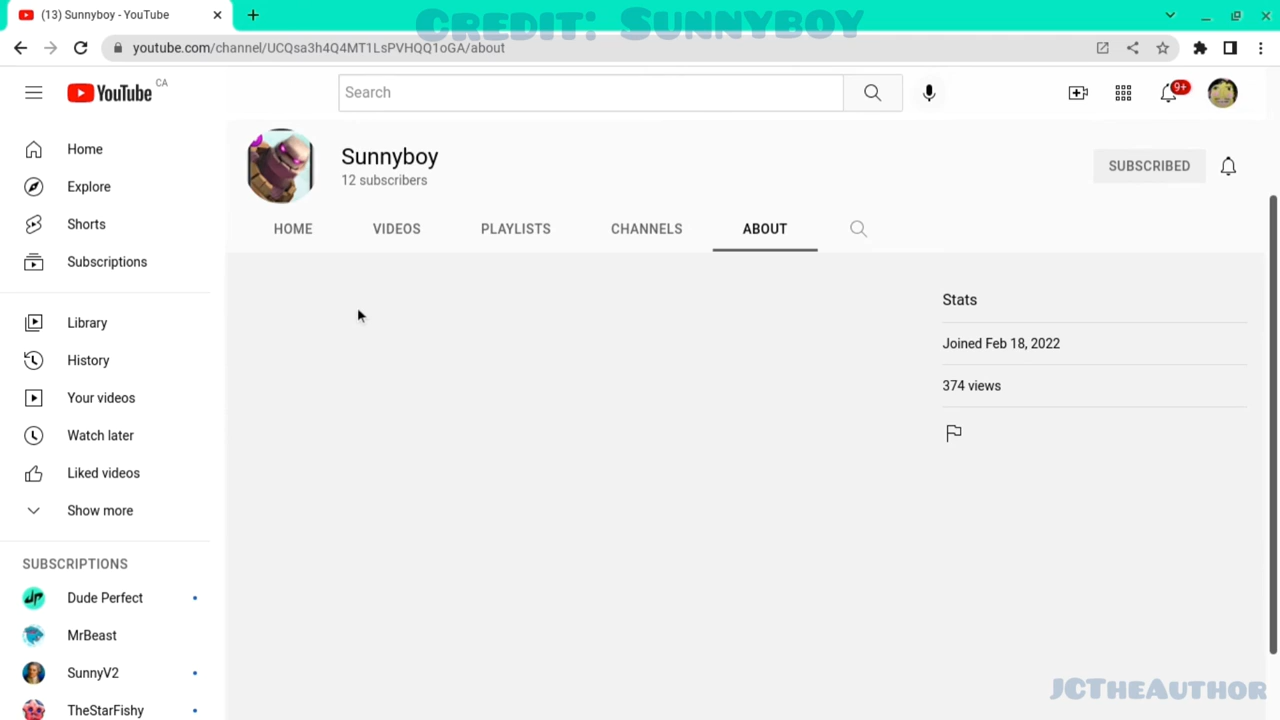 (13) Sunnyboy - YouTube
Credit: Sunnyboy
youtube.com/channel/UCQsa3h4Q4MT1LsPVHQQ1oGA/about
YouTube CA
Search
9+
Home
Explore
Shorts
Subscriptions
Library
History
Your videos
Watch later
Liked videos
Show more
SUBSCRIPTIONS
Dude Perfect
MrBeast
SunnyV2
TheStarFishy
Sunnyboy
12 subscribers
SUBSCRIBED
HOME VIDEOS PLAYLISTS CHANNELS ABOUT
Stats
Joined Feb 18, 2022
374 views
JCTheAuthor